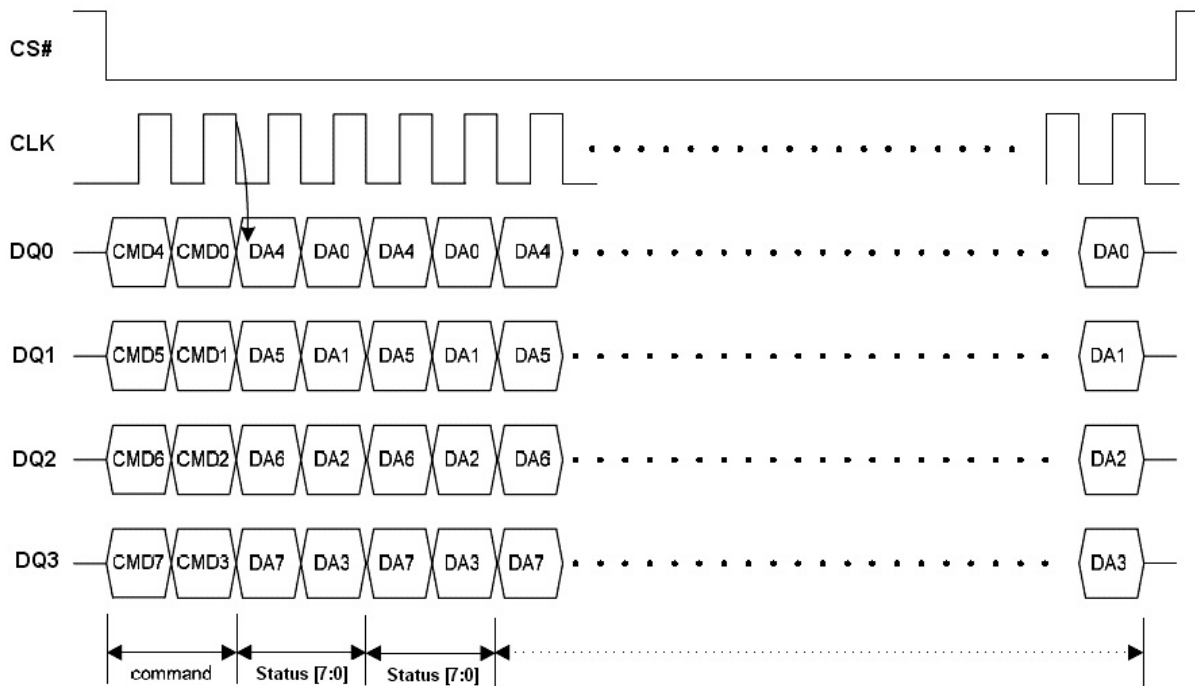 CS#
CLK
DQ0 CMD4 CMD0 DA4 DA0 DA4 DA0 DA4 DA0
DQ1 CMD5 CMD1 DA5 DA1 DA5 DA1 DA5 DA1
DQ2 CMD6 CMD2 DA6 DA2 DA6 DA2 DA6 DA2
DQ3 CMD7 CMD3 DA7 DA3 DA7 DA3 DA7 DA3
command Status [7:0] Status [7:0]